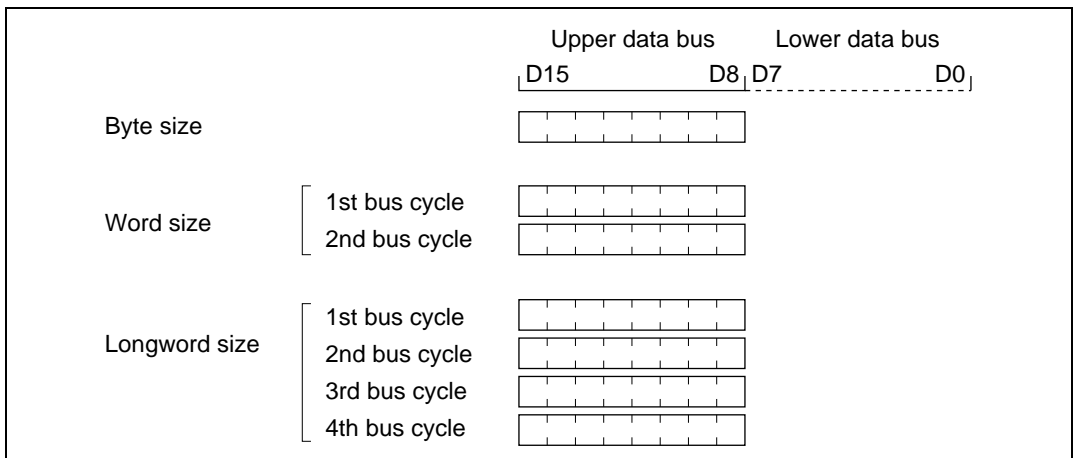 Upper data bus Lower data bus
D15 D8 D7 D0
Byte size
Word size
1st bus cycle
2nd bus cycle
Longword size
1st bus cycle
2nd bus cycle
3rd bus cycle
4th bus cycle